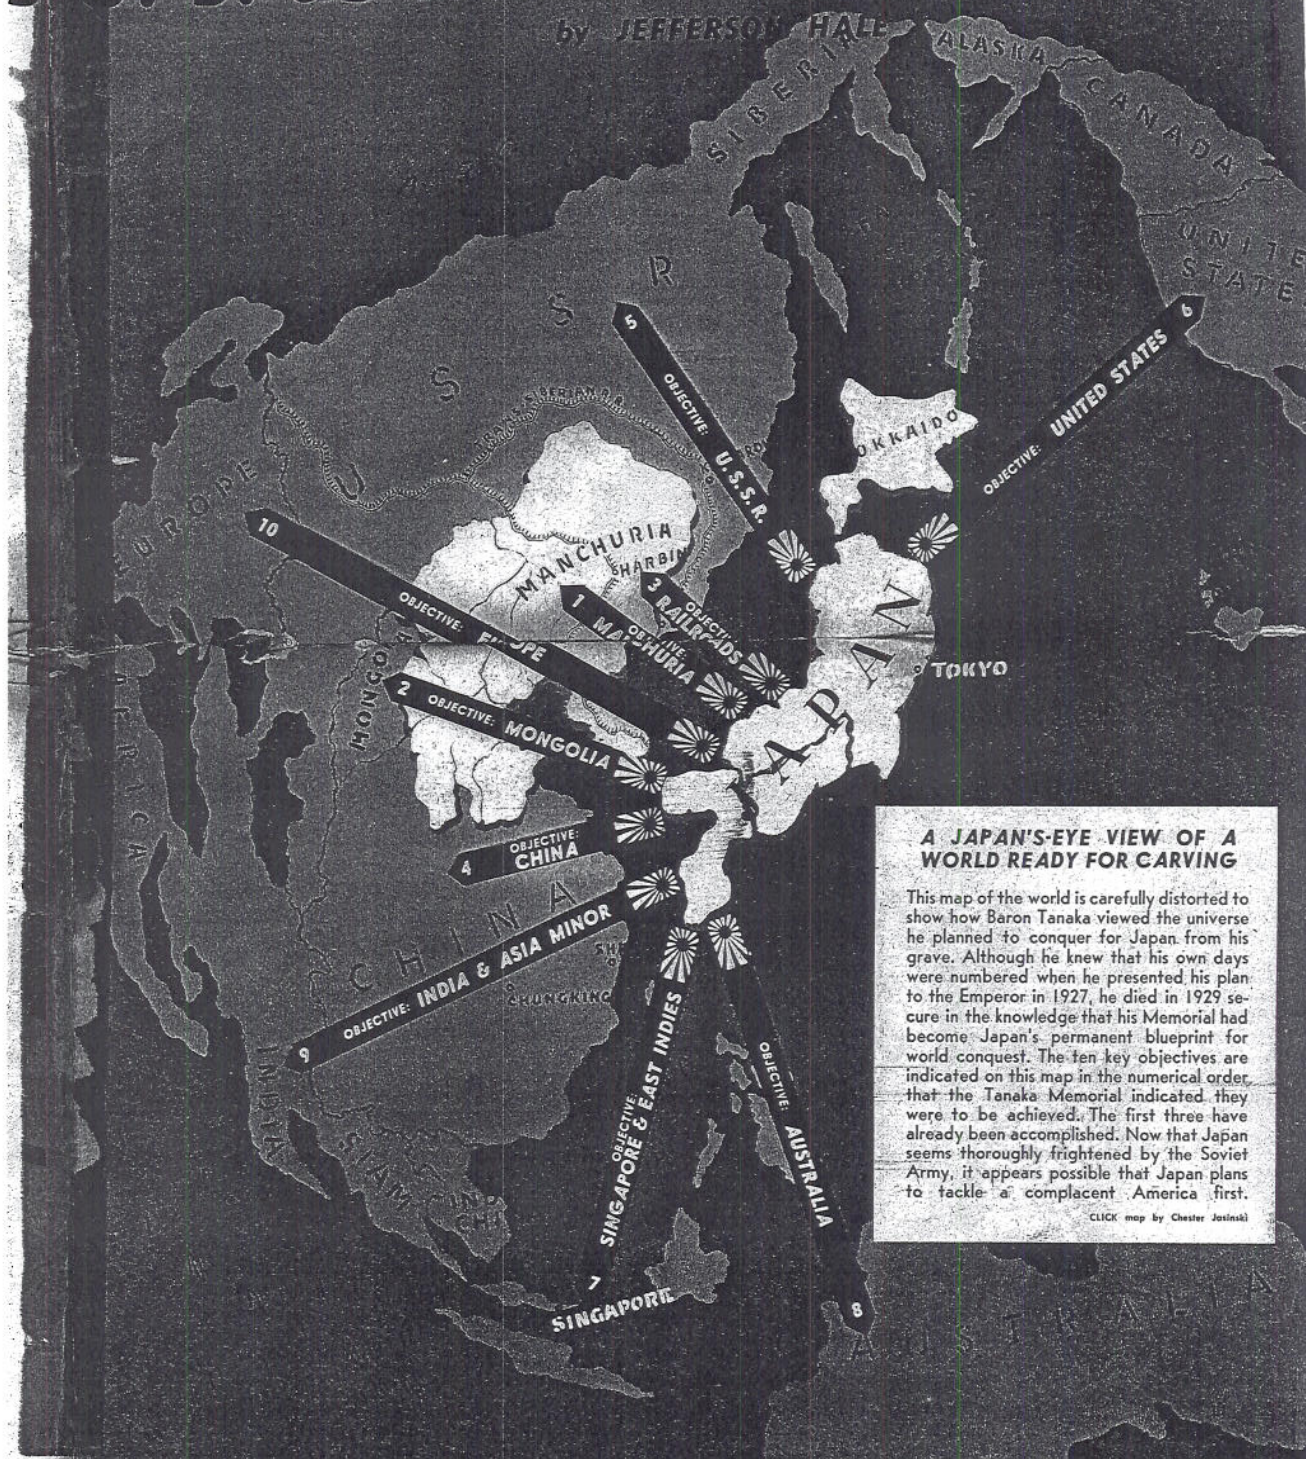 by JEFFERSON HALE
SIBERIA
ALASKA
CANADA
UNITE
STATE
U S S R
TRANS-SIBERIAN R.R.
5
OBJECTIVE: U.S.S.R.
6
OBJECTIVE: UNITED STATES
EUROPE
10
OBJECTIVE: EUROPE
MANCHURIA
HARBIN
3
OBJECTIVE:
RAILROADS
1
OBJECTIVE:
MANCHURIA
OKKAIDO
JAPAN
TOKYO
MONGOL
2 OBJECTIVE: MONGOLIA
AFRICA
4
OBJECTIVE:
CHINA
CHINA
9
OBJECTIVE: INDIA & ASIA MINOR
CHUNGKING
INDIA
SIAM
7
OBJECTIVE:
SINGAPORE & EAST INDIES
SINGAPORE
OBJECTIVE: AUSTRALIA
8
AUSTRALIA
A JAPAN'S-EYE VIEW OF A
WORLD READY FOR CARVING
This map of the world is carefully distorted to
show how Baron Tanaka viewed the universe
he planned to conquer for Japan from his
grave. Although he knew that his own days
were numbered when he presented his plan
to the Emperor in 1927, he died in 1929 se-
cure in the knowledge that his Memorial had
become Japan's permanent blueprint for
world conquest. The ten key objectives are
indicated on this map in the numerical order
that the Tanaka Memorial indicated they
were to be achieved. The first three have
already been accomplished. Now that Japan
seems thoroughly frightened by the Soviet
Army, it appears possible that Japan plans
to tackle a complacent America first.
CLICK map by Chester Jasinski